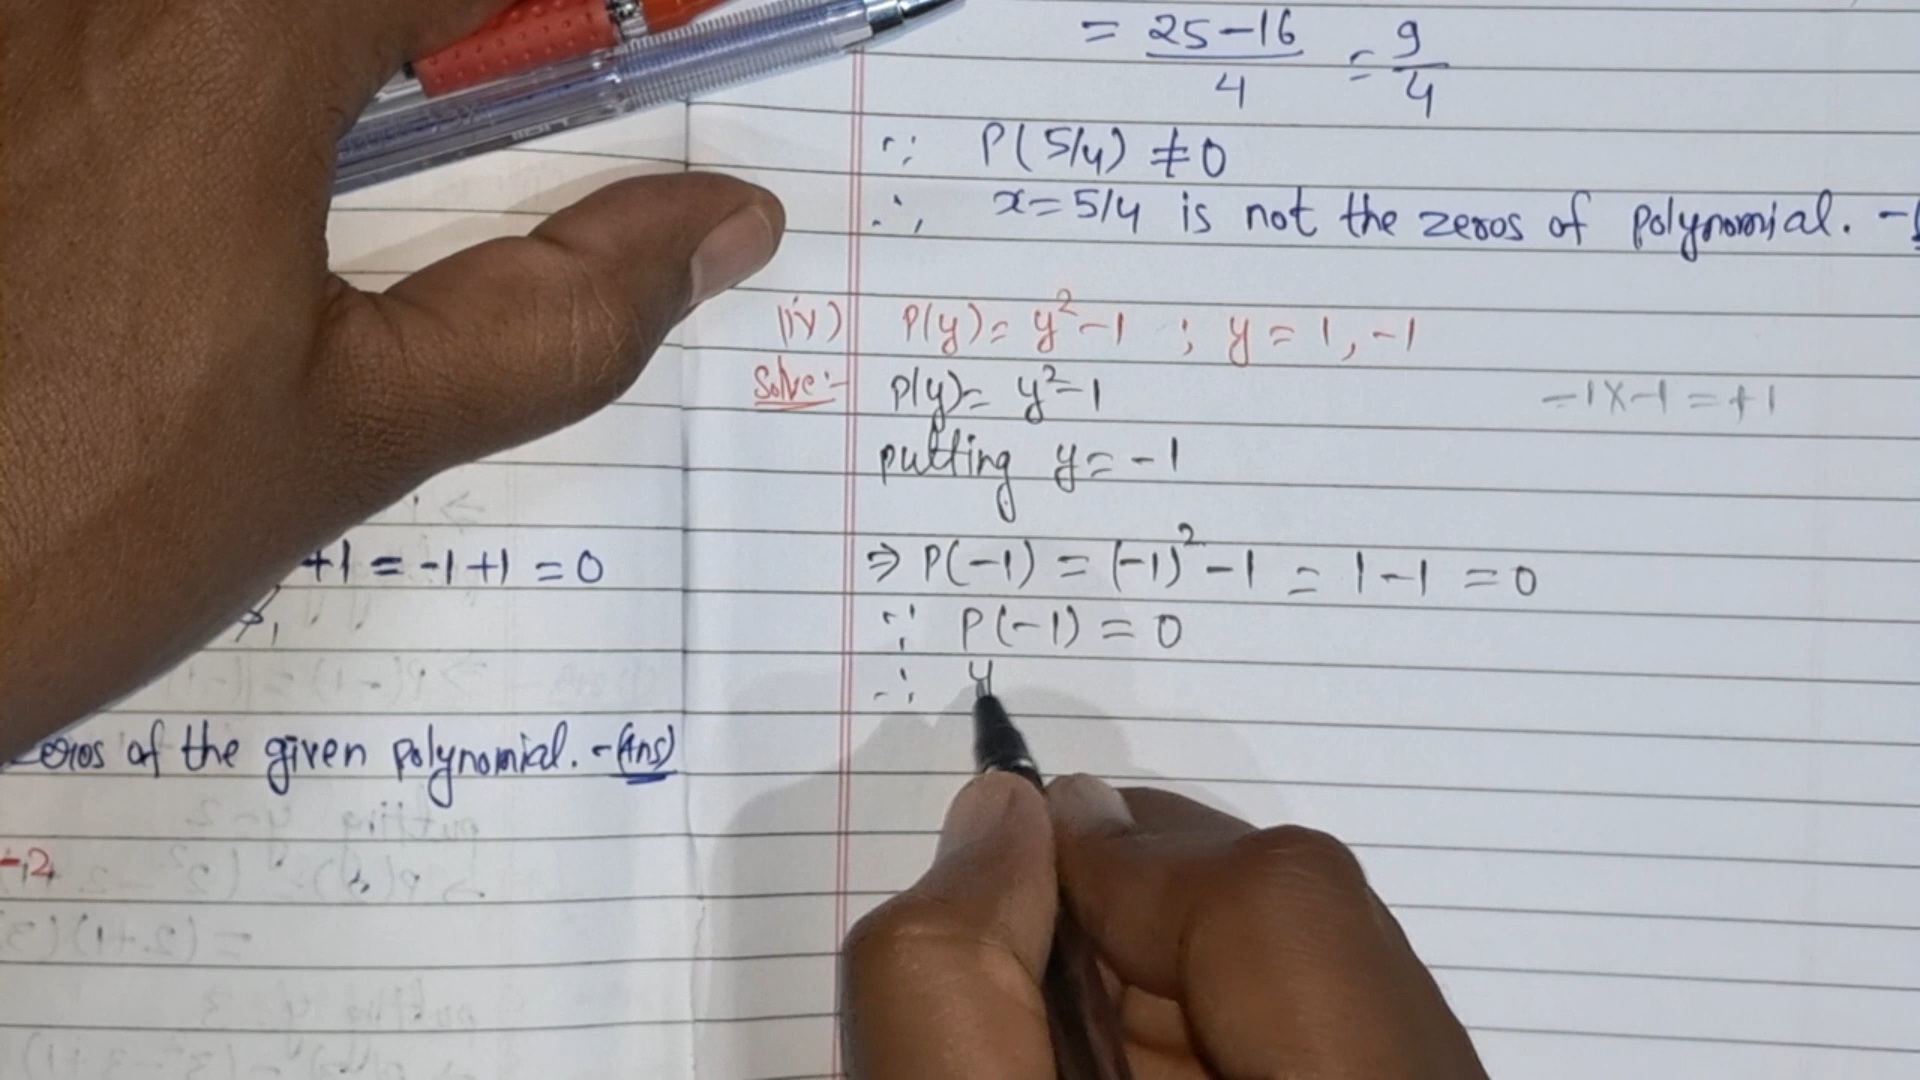 +1 = -1+1 = 0
zeros of the given polynomial. - (Ans)
-2
= 25-16/4 = 9/4
∵ P(5/4) ≠ 0
∴ x = 5/4 is not the zeros of polynomial. -
(iv) P(y) = y² - 1 ; y = 1, -1
Solve:- p(y) = y² - 1
-1 x -1 = +1
putting y = -1
⇒ P(-1) = (-1)² - 1 = 1 - 1 = 0
∵ P(-1) = 0
∴ y